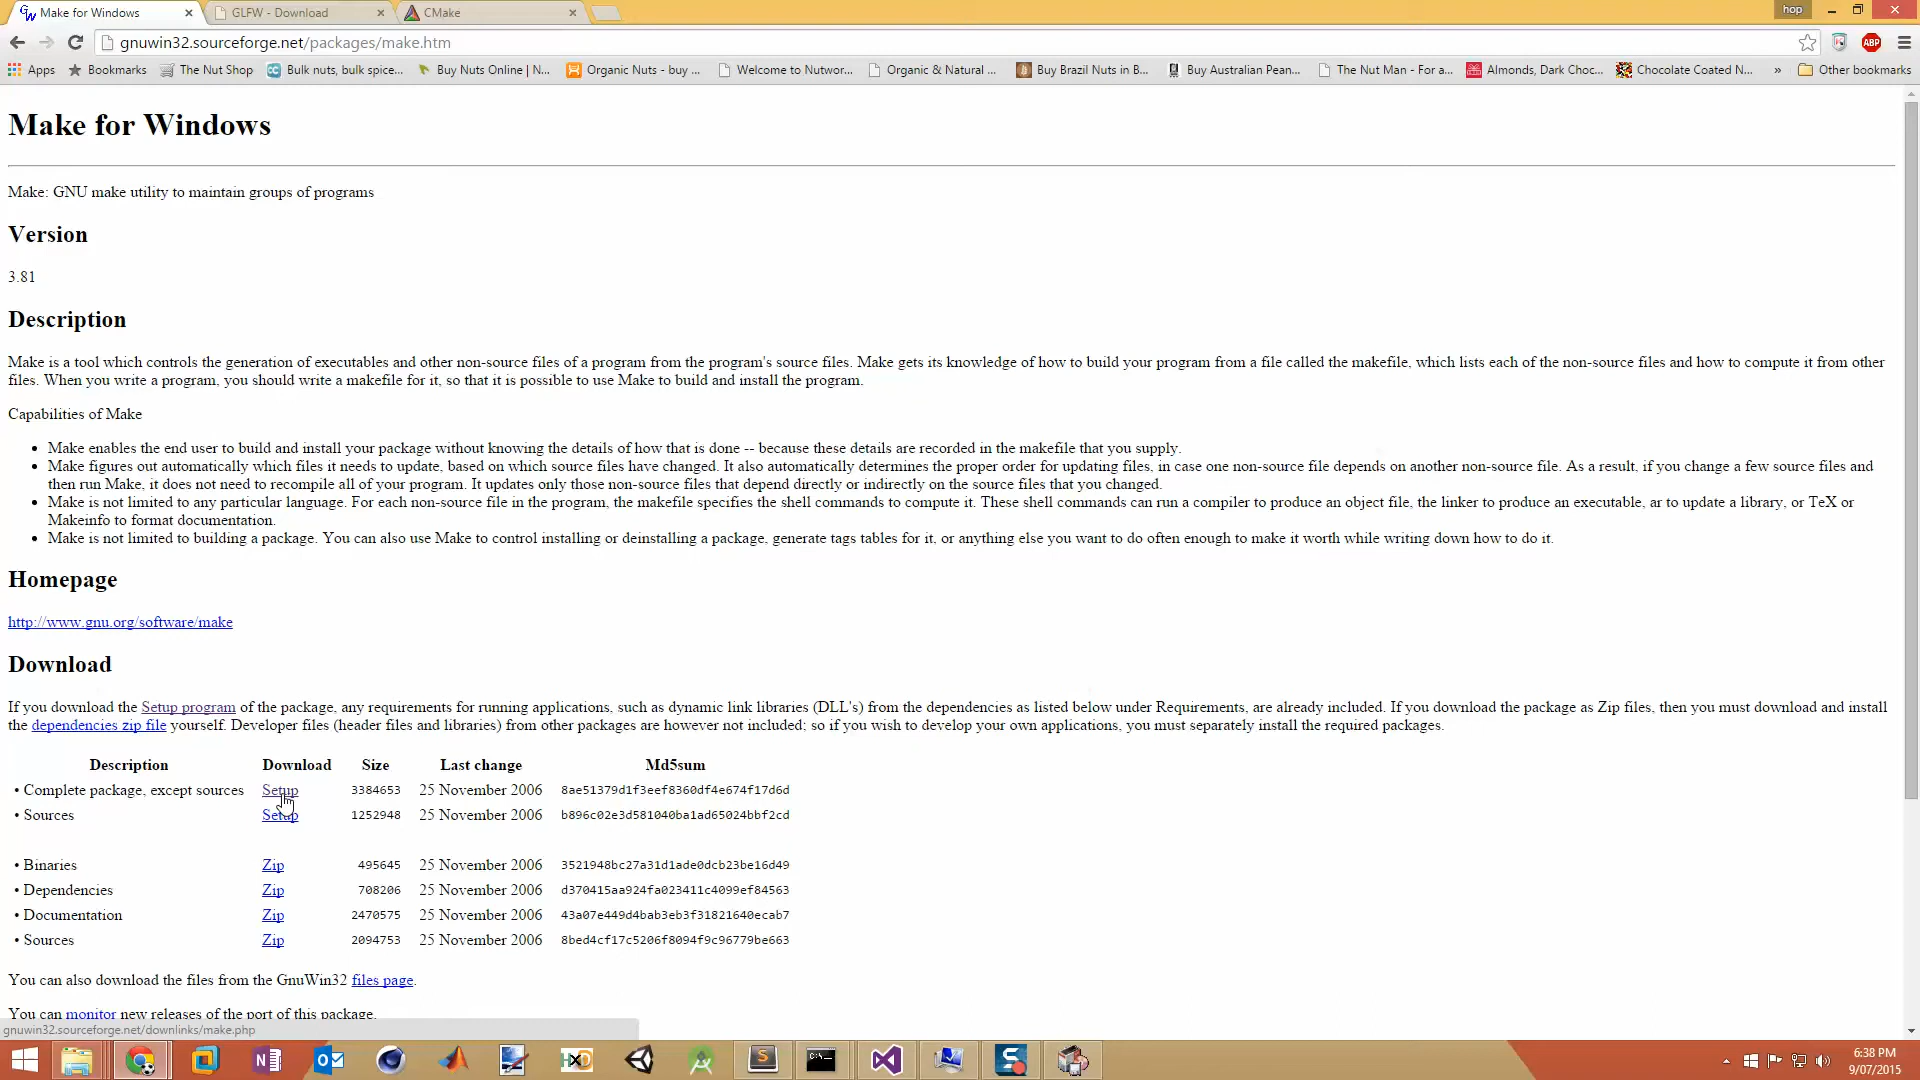 Make for Windows
GLFW - Download
CMake
hop
gnuwin32.sourceforge.net/packages/make.htm
ABP
Apps
Bookmarks
The Nut Shop
Bulk nuts, bulk spice...
Buy Nuts Online | N...
Organic Nuts - buy ...
Welcome to Nutwor...
Organic & Natural ...
Buy Brazil Nuts in B...
Buy Australian Pean...
The Nut Man - For a...
Almonds, Dark Choc...
Chocolate Coated N...
»
Other bookmarks
Make for Windows
Make: GNU make utility to maintain groups of programs
Version
3.81
Description
Make is a tool which controls the generation of executables and other non-source files of a program from the program's source files. Make gets its knowledge of how to build your program from a file called the makefile, which lists each of the non-source files and how to compute it from other
files. When you write a program, you should write a makefile for it, so that it is possible to use Make to build and install the program.
Capabilities of Make
• Make enables the end user to build and install your package without knowing the details of how that is done -- because these details are recorded in the makefile that you supply.
• Make figures out automatically which files it needs to update, based on which source files have changed. It also automatically determines the proper order for updating files, in case one non-source file depends on another non-source file. As a result, if you change a few source files and
then run Make, it does not need to recompile all of your program. It updates only those non-source files that depend directly or indirectly on the source files that you changed.
• Make is not limited to any particular language. For each non-source file in the program, the makefile specifies the shell commands to compute it. These shell commands can run a compiler to produce an object file, the linker to produce an executable, ar to update a library, or TeX or
Makeinfo to format documentation.
• Make is not limited to building a package. You can also use Make to control installing or deinstalling a package, generate tags tables for it, or anything else you want to do often enough to make it worth while writing down how to do it.
Homepage
http://www.gnu.org/software/make
Download
If you download the Setup program of the package, any requirements for running applications, such as dynamic link libraries (DLL's) from the dependencies as listed below under Requirements, are already included. If you download the package as Zip files, then you must download and install
the dependencies zip file yourself. Developer files (header files and libraries) from other packages are however not included; so if you wish to develop your own applications, you must separately install the required packages.
Description Download Size Last change Md5sum
• Complete package, except sources Setup 3384653 25 November 2006 8ae51379d1f3eef8360df4e674f17d6d
• Sources Setup 1252948 25 November 2006 b896c02e3d581040ba1ad65024bbf2cd
• Binaries Zip 495645 25 November 2006 3521948bc27a31d1ade0dcb23be16d49
• Dependencies Zip 708206 25 November 2006 d370415aa924fa023411c4099ef84563
• Documentation Zip 2470575 25 November 2006 43a07e449d4bab3eb3f31821640ecab7
• Sources Zip 2094753 25 November 2006 8bed4cf17c5206f8094f9c96779be663
You can also download the files from the GnuWin32 files page.
You can monitor new releases of the port of this package.
gnuwin32.sourceforge.net/downlinks/make.php
6:38 PM
9/07/2015